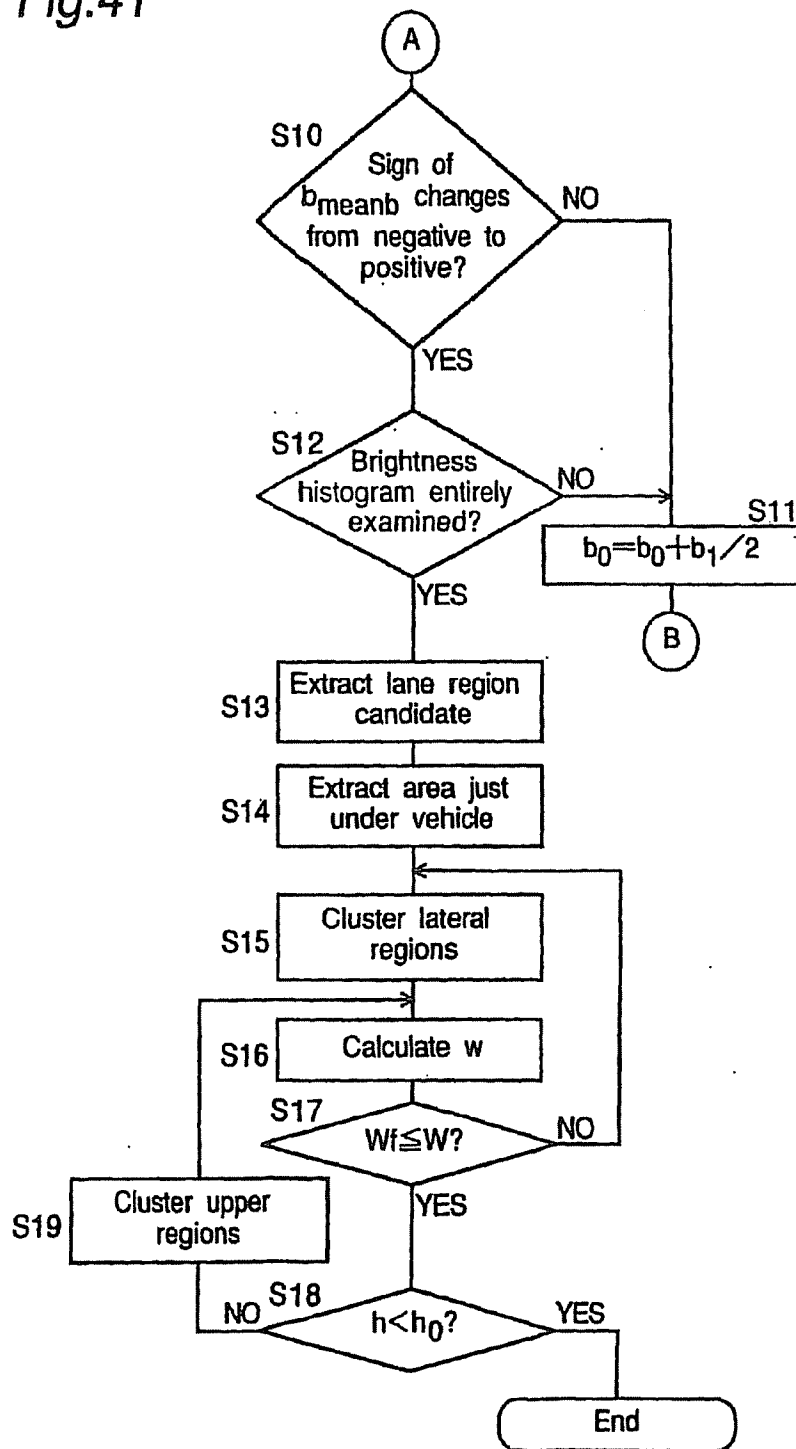 Fig.41
A
S10
Sign of
b_meanb changes
from negative to
positive?
NO
YES
S12
Brightness
histogram entirely
examined?
NO
S11
b₀=b₀+b₁/2
YES
B
S13
Extract lane region
candidate
S14
Extract area just
under vehicle
S15
Cluster lateral
regions
S16
Calculate w
S17
Wf≦W?
NO
YES
S19
Cluster upper
regions
S18
NO
h<h₀?
YES
End